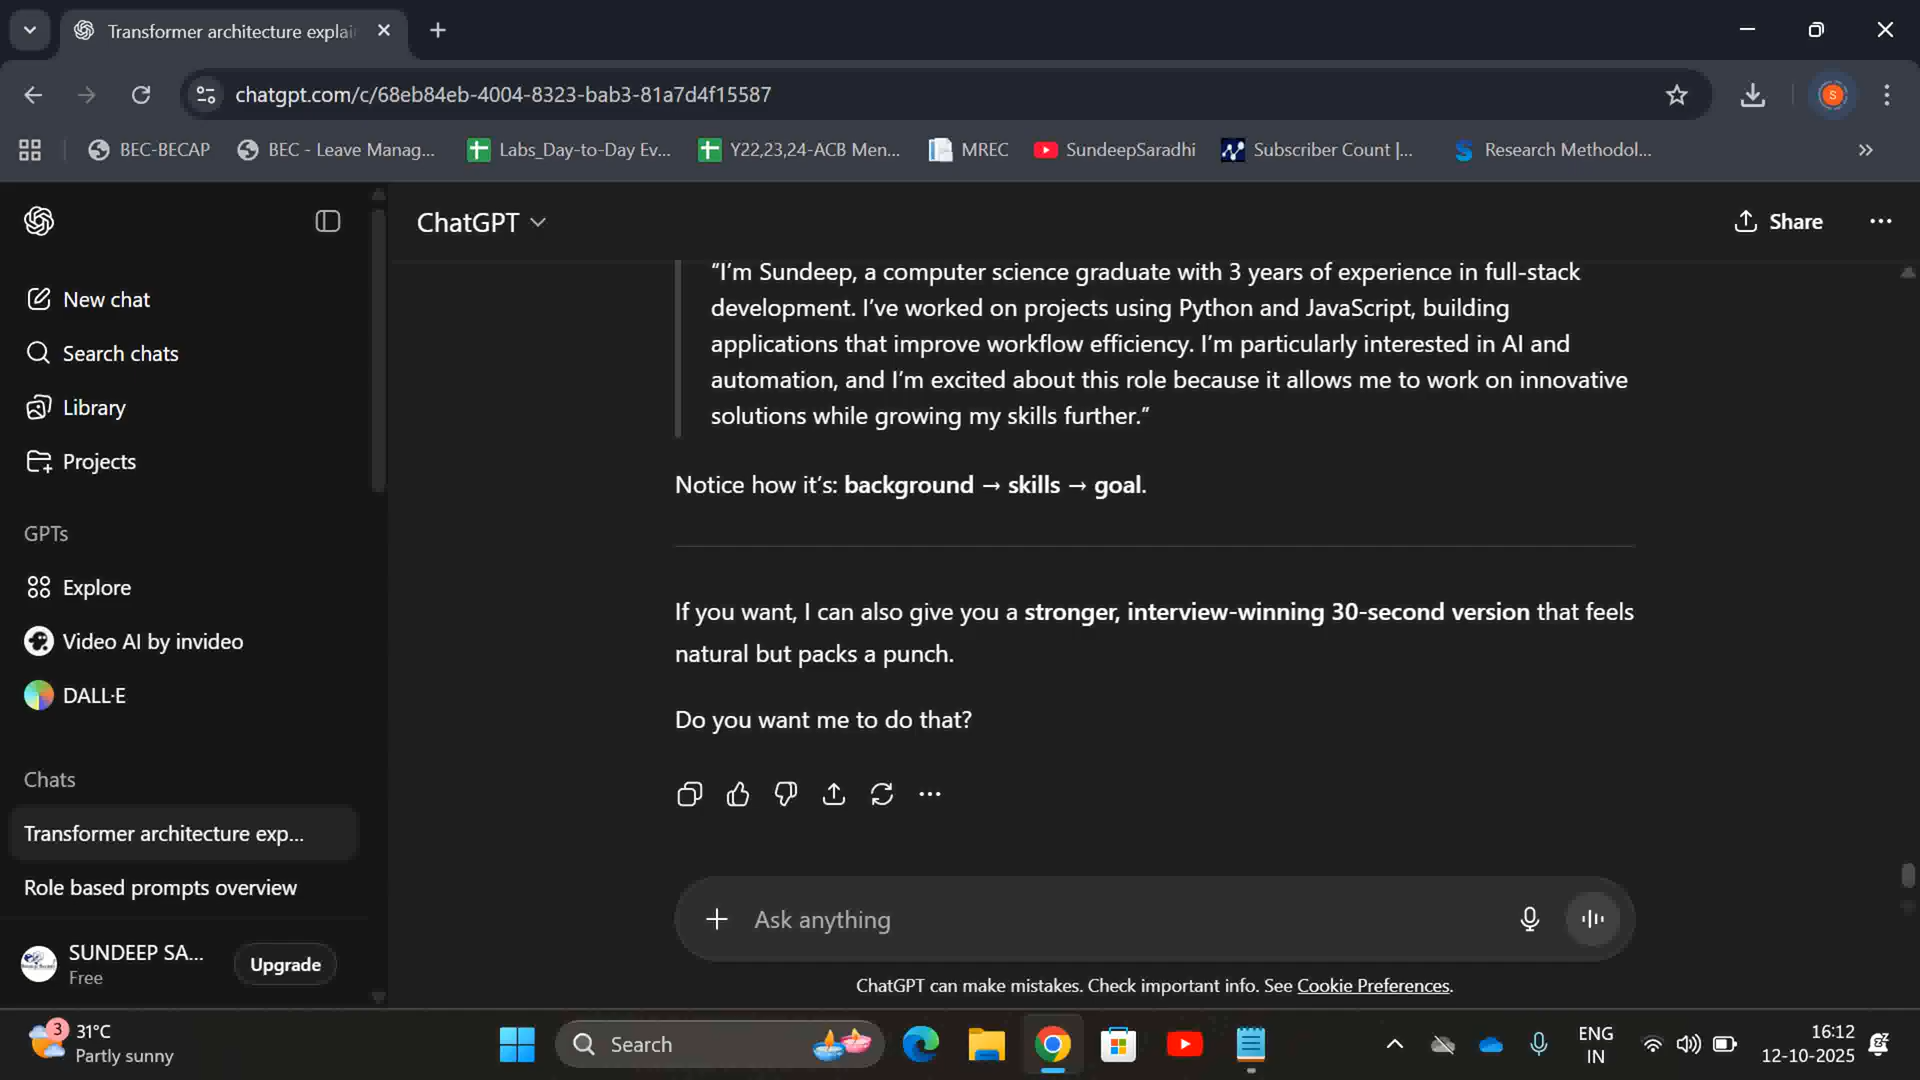 Transformer architecture explai
chatgpt.com/c/68eb84eb-4004-8323-bab3-81a7d4f15587
S
BEC-BECAP
BEC - Leave Manag...
Labs_Day-to-Day Ev...
Y22,23,24-ACB Men...
MREC
SundeepSaradhi
Subscriber Count |...
Research Methodol...
ChatGPT
Share
New chat
Search chats
Library
Projects
GPTs
Explore
Video AI by invideo
DALL·E
Chats
Transformer architecture exp...
Role based prompts overview
SUNDEEP SA...
Free
Upgrade
“I’m Sundeep, a computer science graduate with 3 years of experience in full-stack
development. I’ve worked on projects using Python and JavaScript, building
applications that improve workflow efficiency. I’m particularly interested in AI and
automation, and I’m excited about this role because it allows me to work on innovative
solutions while growing my skills further.”
Notice how it’s: background → skills → goal.
If you want, I can also give you a stronger, interview-winning 30-second version that feels
natural but packs a punch.
Do you want me to do that?
Ask anything
ChatGPT can make mistakes. Check important info. See Cookie Preferences.
3
31°C
Partly sunny
Search
ENG
IN
16:12
12-10-2025